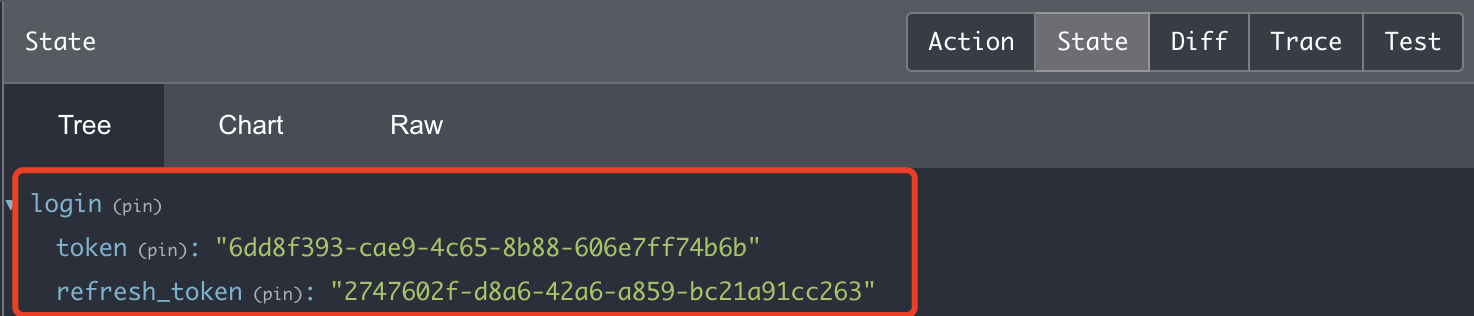 State Action State Diff Trace Test
Tree Chart Raw
login (pin)
token (pin): "6dd8f393-cae9-4c65-8b88-606e7ff74b6b"
refresh_token (pin): "2747602f-d8a6-42a6-a859-bc21a91cc263"